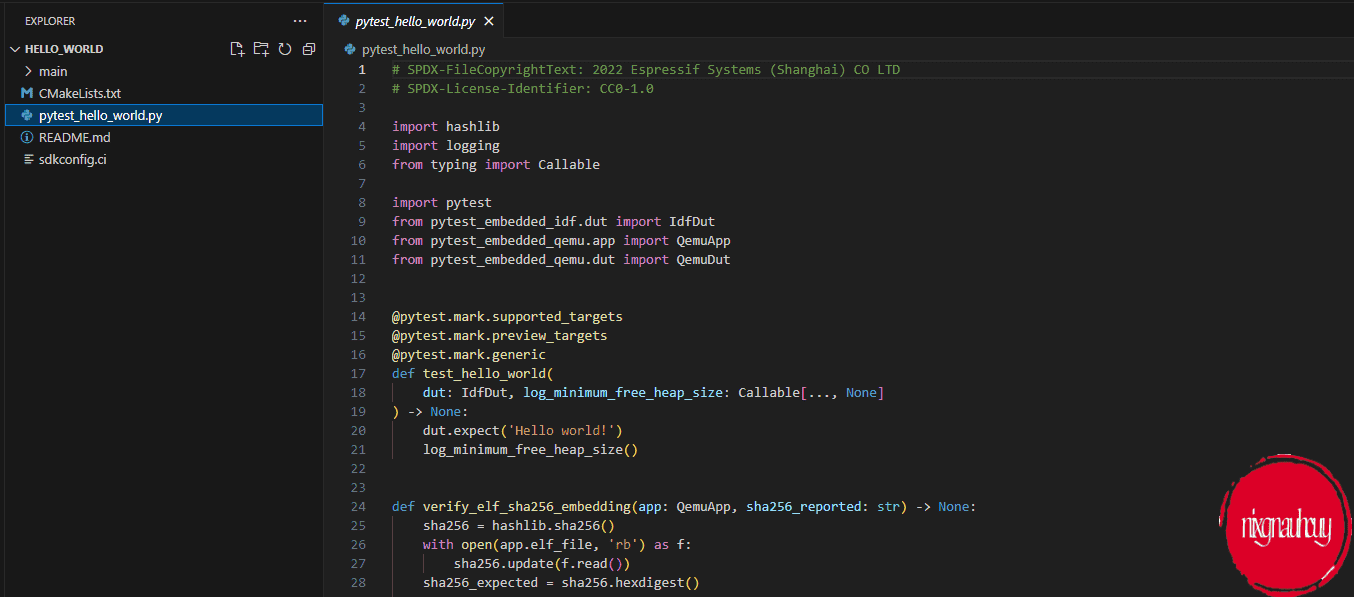 EXPLORER
HELLO_WORLD
main
CMakeLists.txt
pytest_hello_world.py
README.md
sdkconfig.ci
pytest_hello_world.py
pytest_hello_world.py
1 # SPDX-FileCopyrightText: 2022 Espressif Systems (Shanghai) CO LTD
2 # SPDX-License-Identifier: CC0-1.0
3
4 import hashlib
5 import logging
6 from typing import Callable
7
8 import pytest
9 from pytest_embedded_idf.dut import IdfDut
10 from pytest_embedded_qemu.app import QemuApp
11 from pytest_embedded_qemu.dut import QemuDut
12
13
14 @pytest.mark.supported_targets
15 @pytest.mark.preview_targets
16 @pytest.mark.generic
17 def test_hello_world(
18     dut: IdfDut, log_minimum_free_heap_size: Callable[..., None]
19 ) -> None:
20     dut.expect('Hello world!')
21     log_minimum_free_heap_size()
22
23
24 def verify_elf_sha256_embedding(app: QemuApp, sha256_reported: str) -> None:
25     sha256 = hashlib.sha256()
26     with open(app.elf_file, 'rb') as f:
27         sha256.update(f.read())
28     sha256_expected = sha256.hexdigest()
nixgnauhcuy